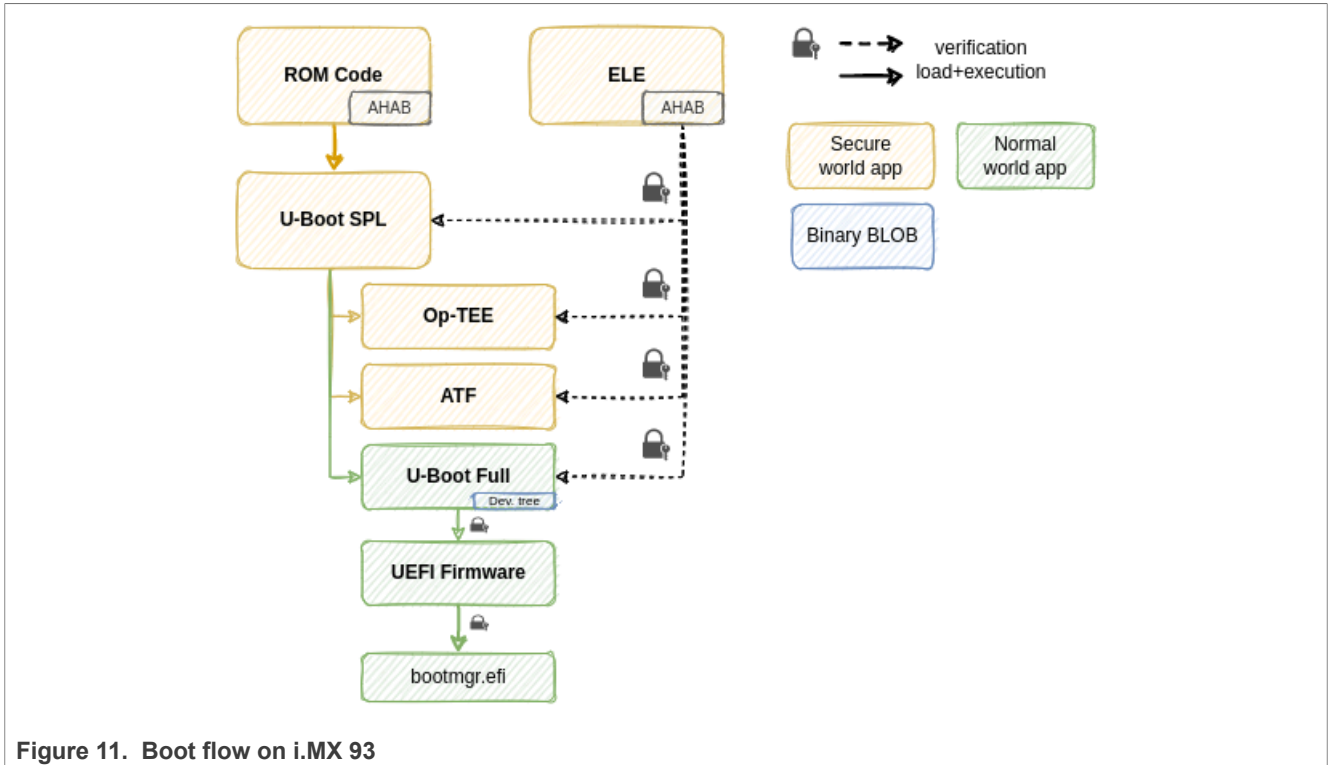 ROM Code
AHAB
ELE
AHAB
verification
load+execution
Secure
world app
Normal
world app
Binary BLOB
U-Boot SPL
Op-TEE
ATF
U-Boot Full
Dev. tree
UEFI Firmware
bootmgr.efi
Figure 11. Boot flow on i.MX 93